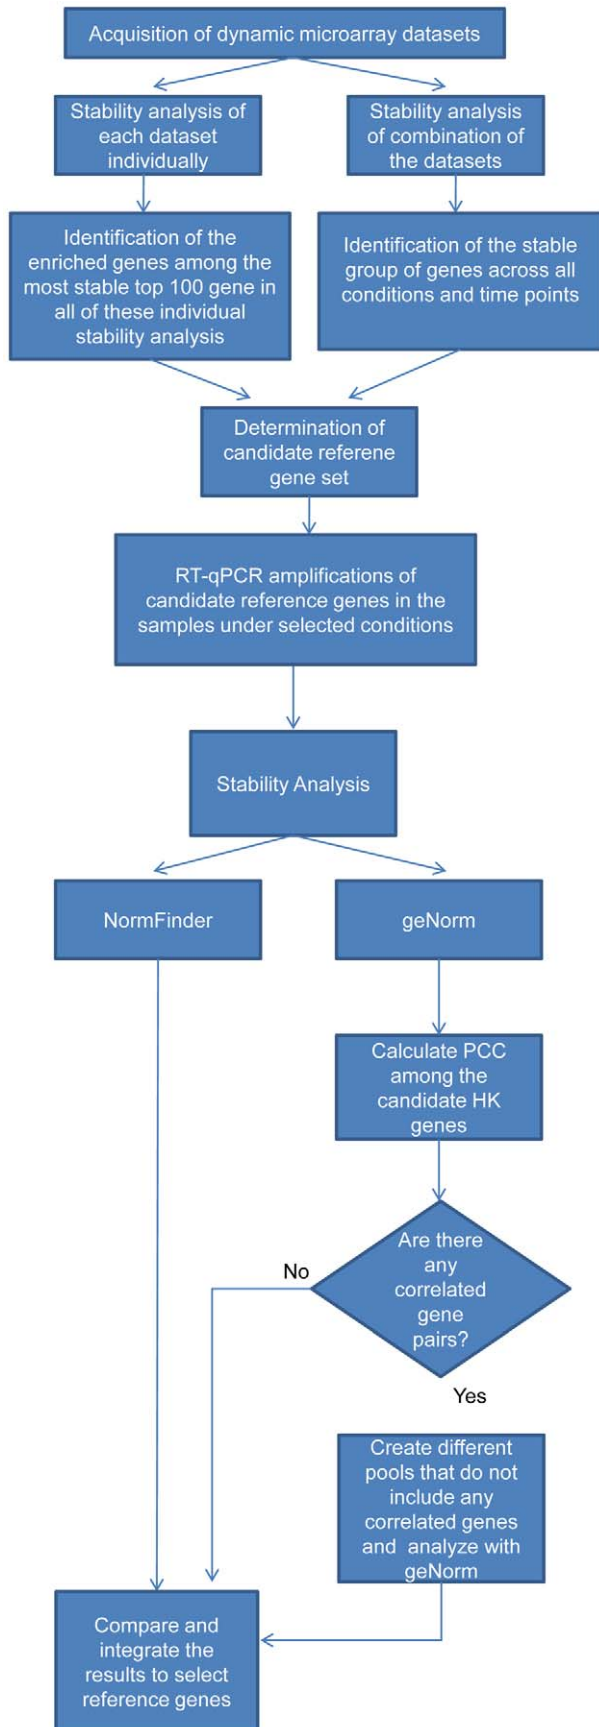 Acquisition of dynamic microarray datasets
Stability analysis of
each dataset
individually
Stability analysis
of combination of
the datasets
Identification of the
enriched genes among the
most stable top 100 gene in
all of these individual
stability analysis
Identification of the stable
group of genes across all
conditions and time points
Determination of
candidate referene
gene set
RT-qPCR amplifications of
candidate reference genes in the
samples under selected conditions
Stability Analysis
NormFinder
geNorm
Calculate PCC
among the
candidate HK
genes
Are there
any
correlated
gene
pairs?
No
Yes
Create different
pools that do not
include any
correlated genes
and analyze with
geNorm
Compare and
integrate the
results to select
reference genes